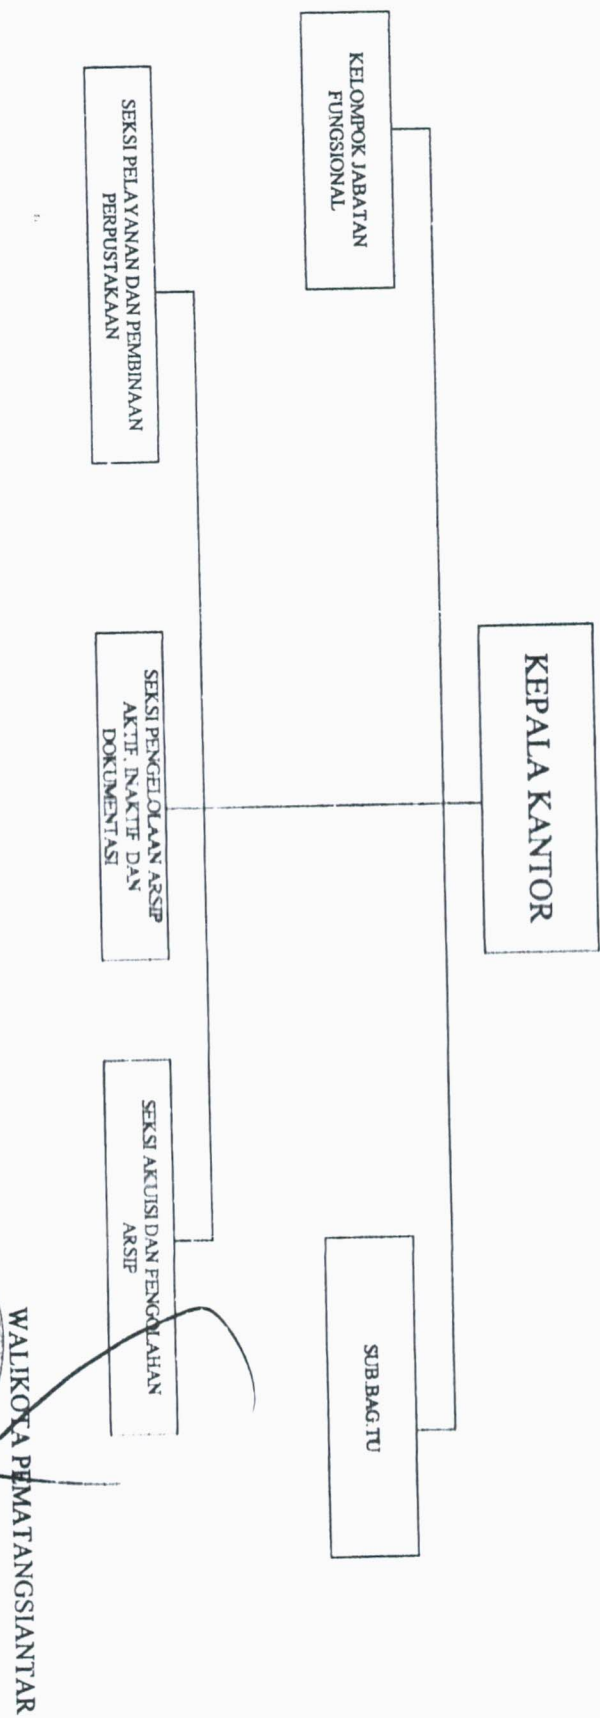 KEPALA KANTOR
KELOMPOK JABATAN
FUNGSIONAL
SUB.BAG.TU
SEKSI PELAYANAN DAN PEMBINAAN
PERPUSTAKAAN
SEKSI PENGELOLAAN ARSIP
AKTIF, INAKTIF DAN
DOKUMENTASI
SEKSI AKUISI DAN PENGOLAHAN
ARSIP
WALIKOTA PEMATANGSIANTAR